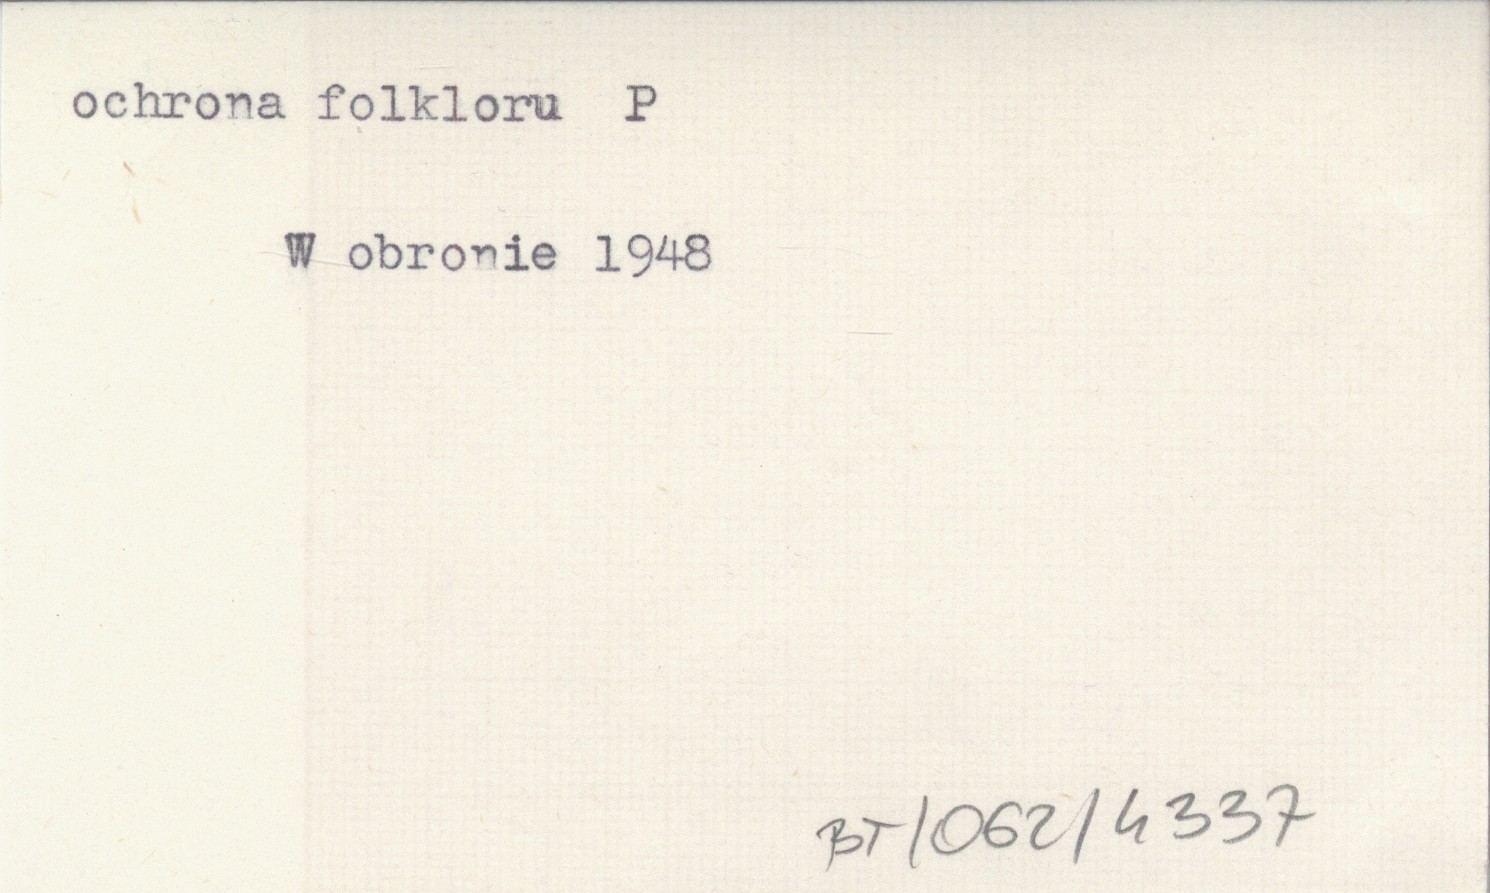 ochrona folkloru P
W obronie 1948
BT/062/4337